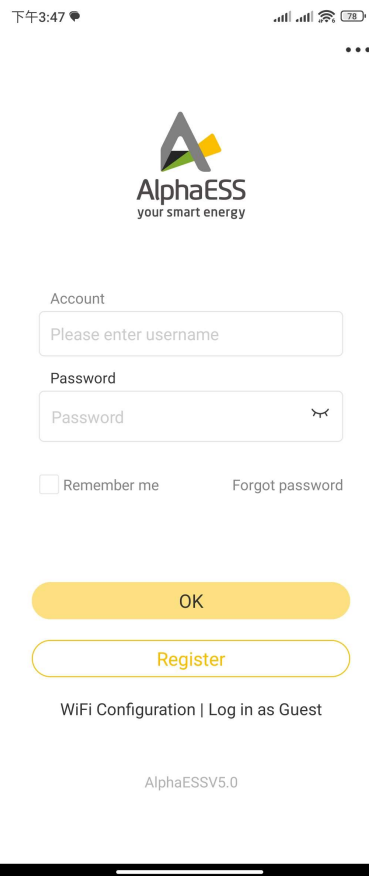 下午3:47
78
AlphaESS
your smart energy
Account
Please enter username
Password
Password
Remember me
Forgot password
OK
Register
WiFi Configuration | Log in as Guest
AlphaESSV5.0